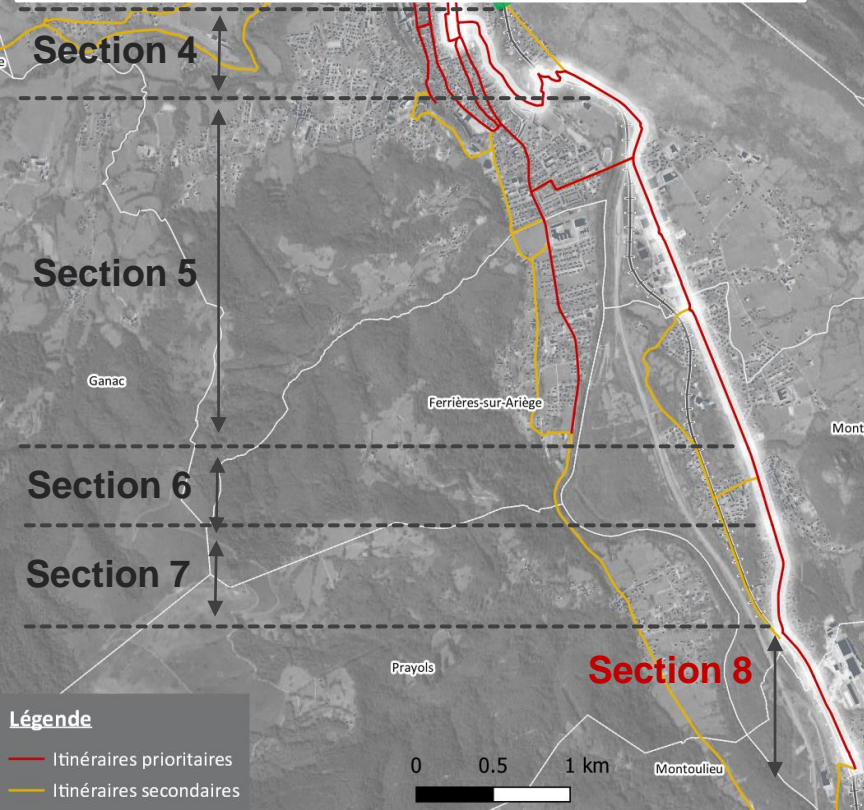 Section 4
e
Section 5
Ganac
Ferrières-sur-Ariège
Mont
Section 6
Section 7
Prayols
Section 8
Légende
Itinéraires prioritaires
Itinéraires secondaires
0 0.5 1 km
Montoulieu